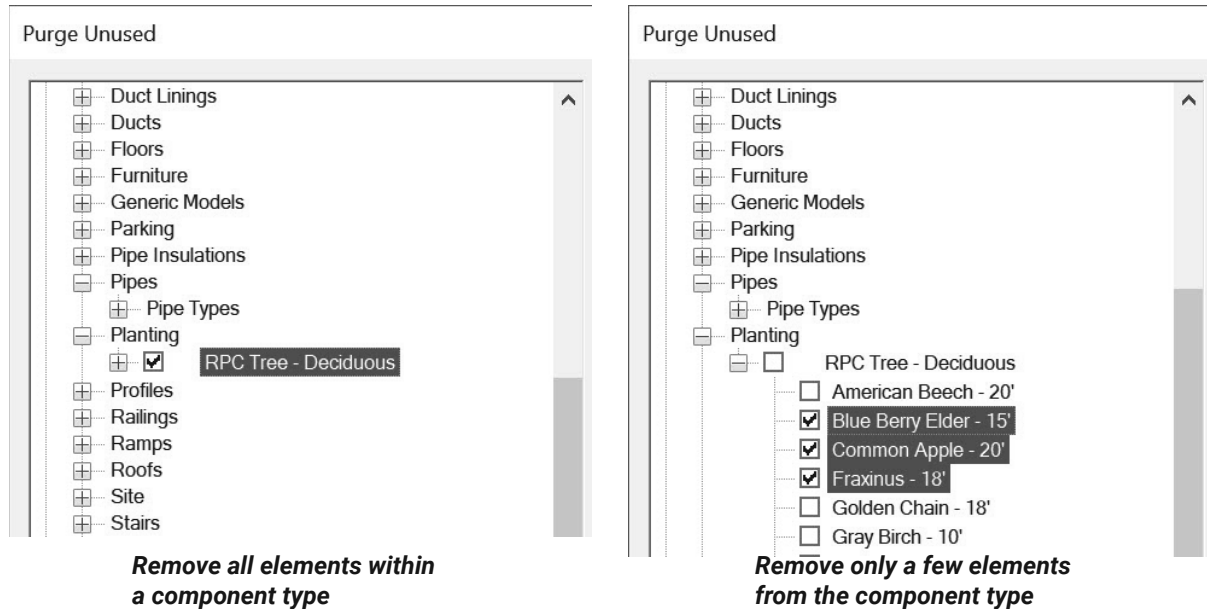 Purge Unused
Duct Linings
Ducts
Floors
Furniture
Generic Models
Parking
Pipe Insulations
Pipes
Pipe Types
Planting
RPC Tree - Deciduous
Profiles
Railings
Ramps
Roofs
Site
Stairs
Remove all elements within
a component type
Purge Unused
Duct Linings
Ducts
Floors
Furniture
Generic Models
Parking
Pipe Insulations
Pipes
Pipe Types
Planting
RPC Tree - Deciduous
American Beech - 20'
Blue Berry Elder - 15'
Common Apple - 20'
Fraxinus - 18'
Golden Chain - 18'
Gray Birch - 10'
Remove only a few elements
from the component type